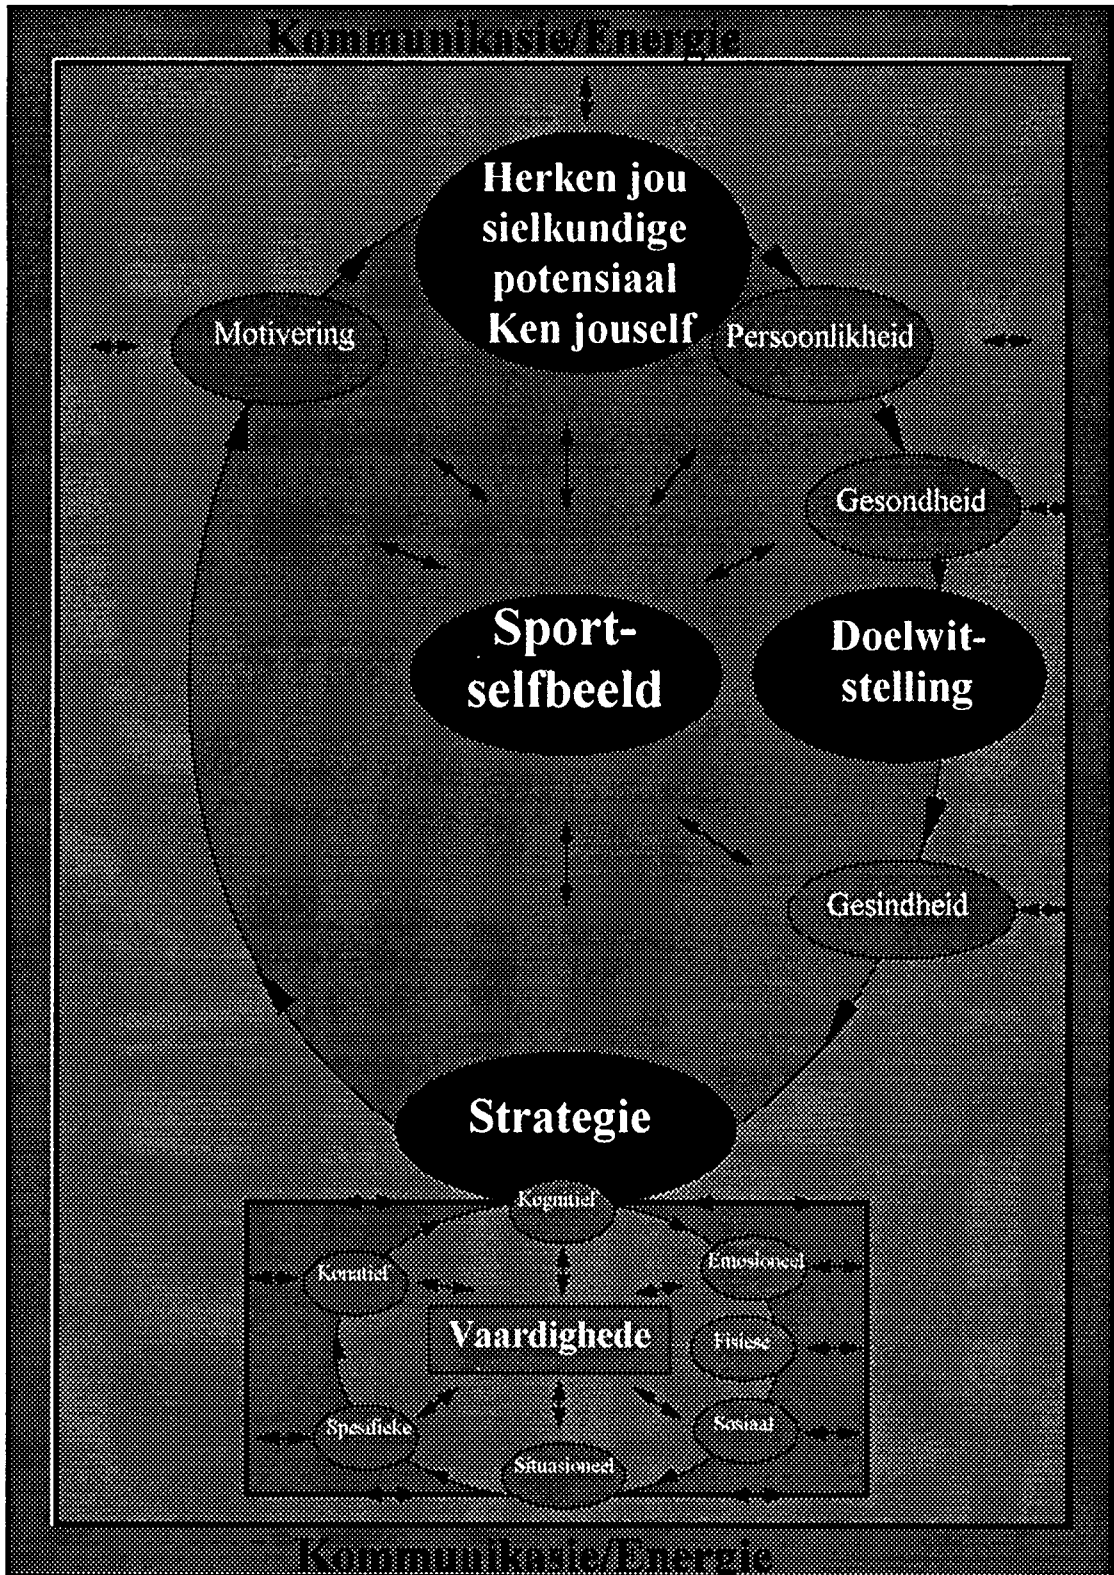 Kommunikasie/Energie
Herken jou
sielkundige
potensiaal
Ken jouself
Motivering
Persoonlikheid
Gesondheid
Sport-
selfbeeld
Doelwit-
stelling
Gesindheid
Strategie
Kognitief
Konatief
Emosioneel
Vaardighede
Fisiese
Spesifieke
Sosiaal
Situasioneel
Kommunikasie/Energie